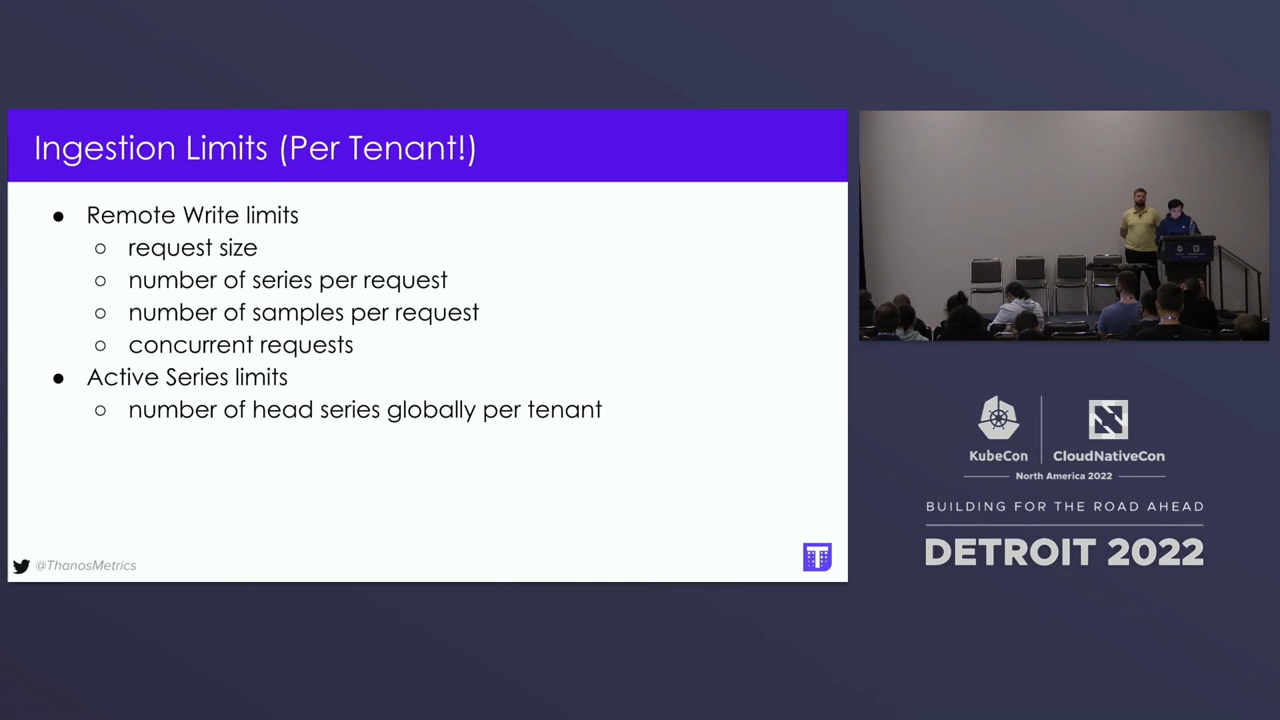 Ingestion Limits (Per Tenant!)
● Remote Write limits
○ request size
○ number of series per request
○ number of samples per request
○ concurrent requests
● Active Series limits
○ number of head series globally per tenant
@ThanosMetrics
T
KubeCon
CloudNativeCon
North America 2022
BUILDING FOR THE ROAD AHEAD
DETROIT 2022